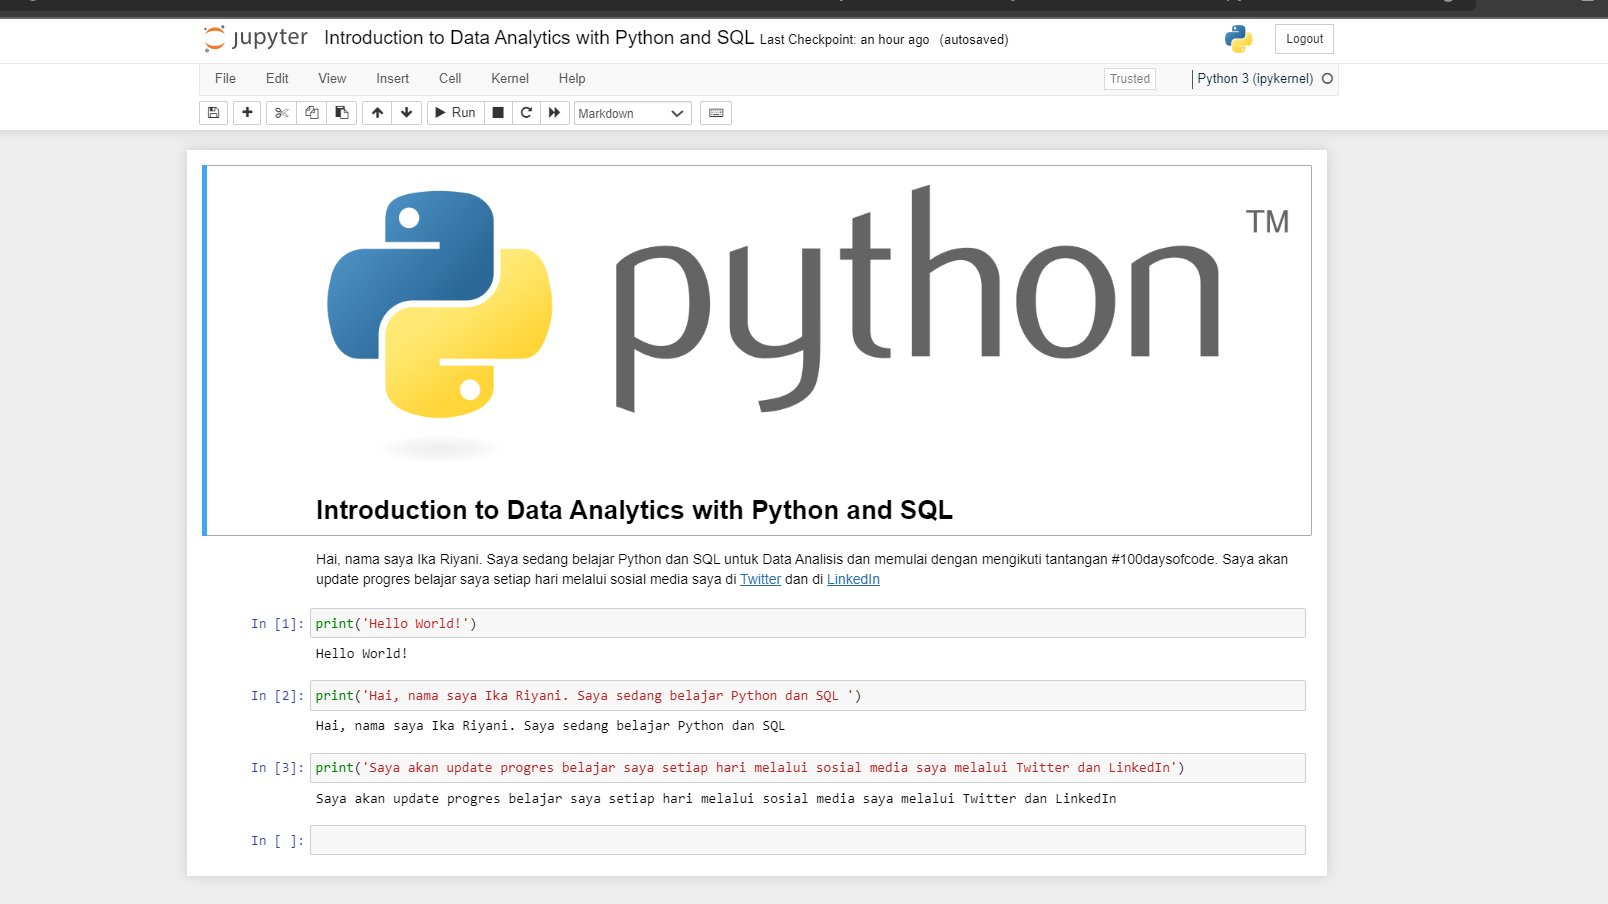 jupyter Introduction to Data Analytics with Python and SQL Last Checkpoint: an hour ago (autosaved) Logout
File Edit View Insert Cell Kernel Help Trusted Python 3 (ipykernel)
Run Markdown
python TM
Introduction to Data Analytics with Python and SQL
Hai, nama saya Ika Riyani. Saya sedang belajar Python dan SQL untuk Data Analisis dan memulai dengan mengikuti tantangan #100daysofcode. Saya akan
update progres belajar saya setiap hari melalui sosial media saya di Twitter dan di LinkedIn
In [1]: print('Hello World!')
Hello World!
In [2]: print('Hai, nama saya Ika Riyani. Saya sedang belajar Python dan SQL ')
Hai, nama saya Ika Riyani. Saya sedang belajar Python dan SQL
In [3]: print('Saya akan update progres belajar saya setiap hari melalui sosial media saya melalui Twitter dan LinkedIn')
Saya akan update progres belajar saya setiap hari melalui sosial media saya melalui Twitter dan LinkedIn
In [ ]: